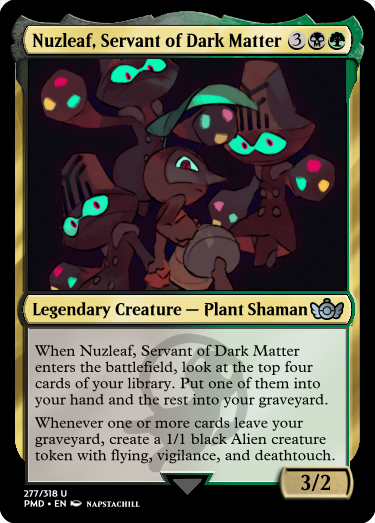 Nuzleaf, Servant of Dark Matter 3
Legendary Creature — Plant Shaman
When Nuzleaf, Servant of Dark Matter
enters the battlefield, look at the top four
cards of your library. Put one of them into
your hand and the rest into your graveyard.
Whenever one or more cards leave your
graveyard, create a 1/1 black Alien creature
token with flying, vigilance, and deathtouch.
3/2
277/318 U
PMD • EN NAPSTACHILL